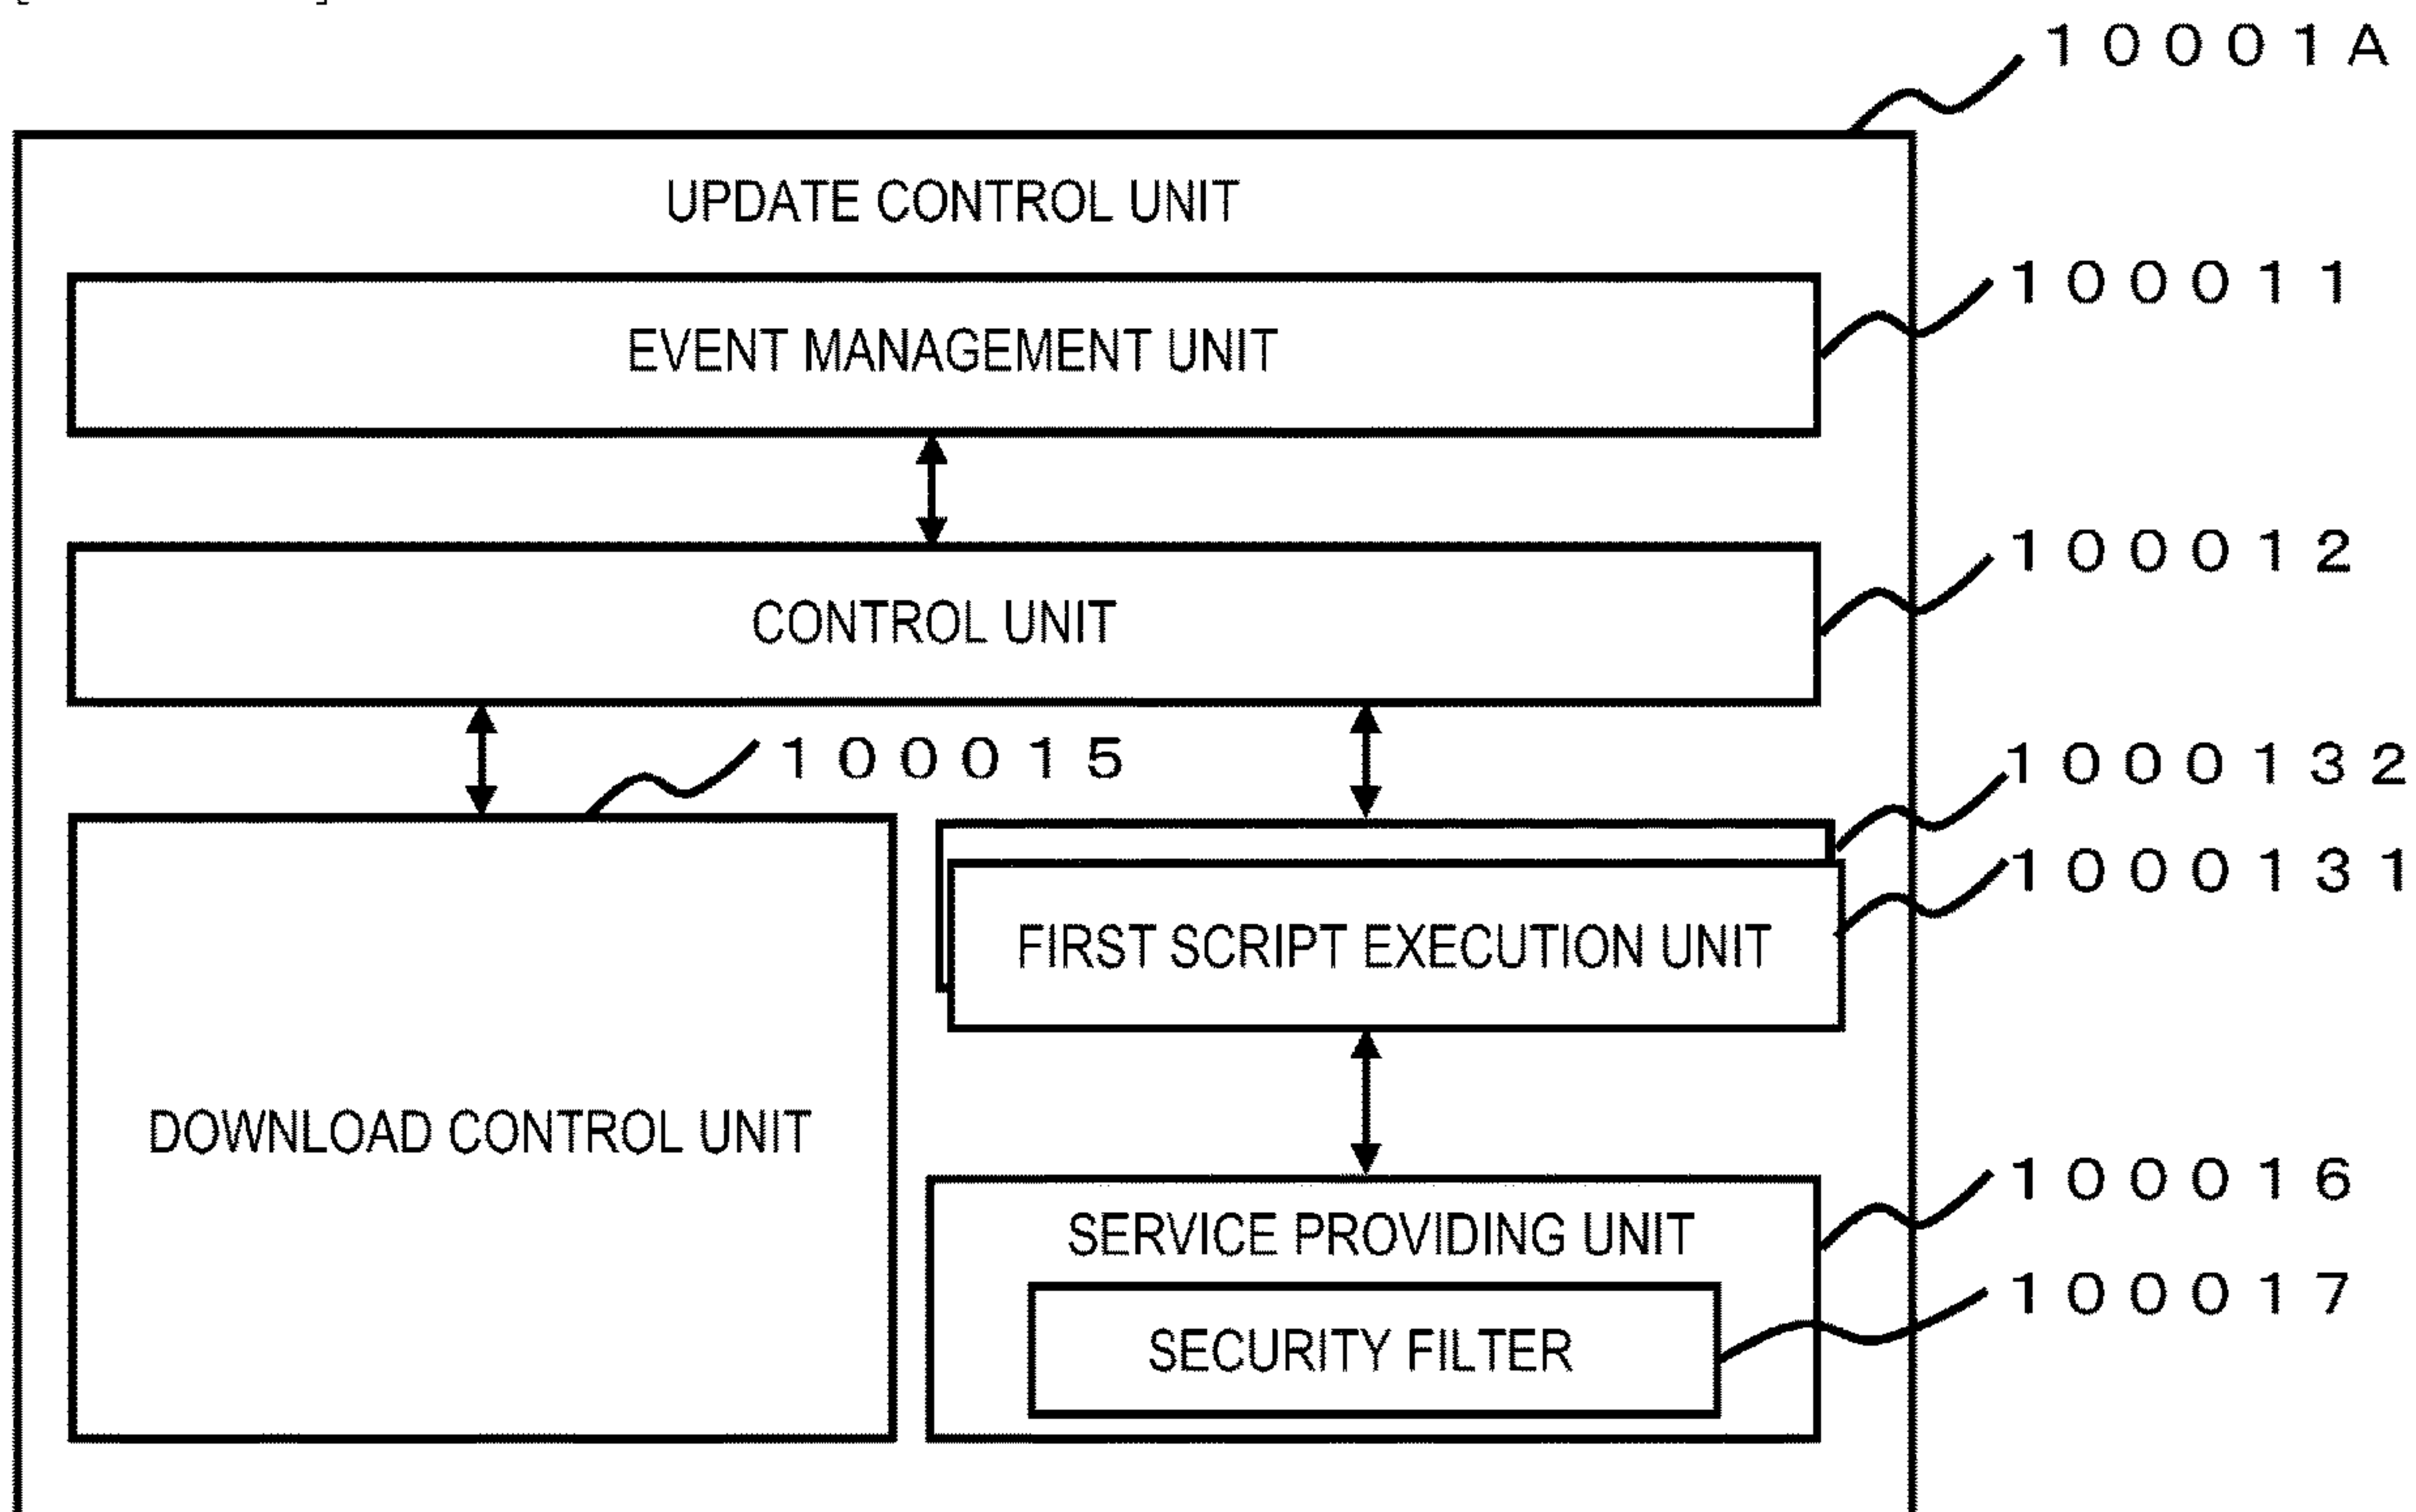 10001A
UPDATE CONTROL UNIT
100011
EVENT MANAGEMENT UNIT
100012
CONTROL UNIT
100015
1000132
1000131
FIRST SCRIPT EXECUTION UNIT
DOWNLOAD CONTROL UNIT
100016
SERVICE PROVIDING UNIT
100017
SECURITY FILTER